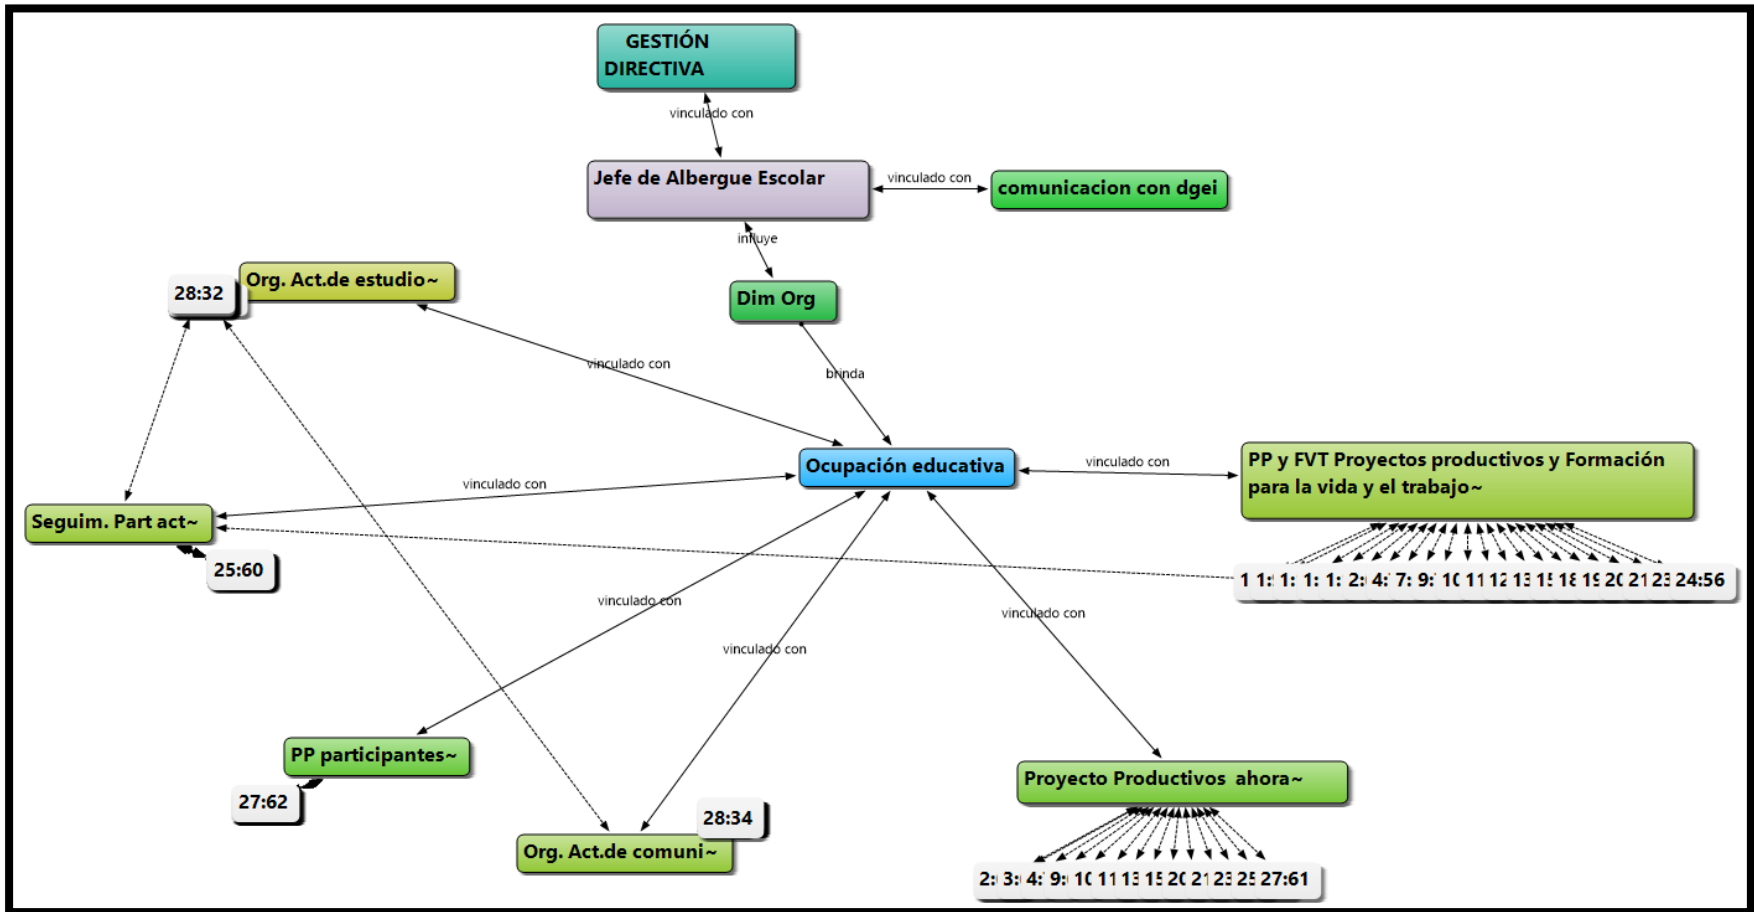 GESTIÓN
DIRECTIVA
vinculado con
Jefe de Albergue Escolar
vinculado con
comunicacion con dgei
influye
Org. Act.de estudio~
28:32
Dim Org
vinculado con
brinda
Ocupación educativa
vinculado con
PP y FVT Proyectos productivos y Formación
para la vida y el trabajo~
vinculado con
Seguim. Part act~
25:60
24:56
vinculado con
vinculado con
vinculado con
PP participantes~
27:62
Proyecto Productivos ahora~
28:34
Org. Act.de comuni~
27:61